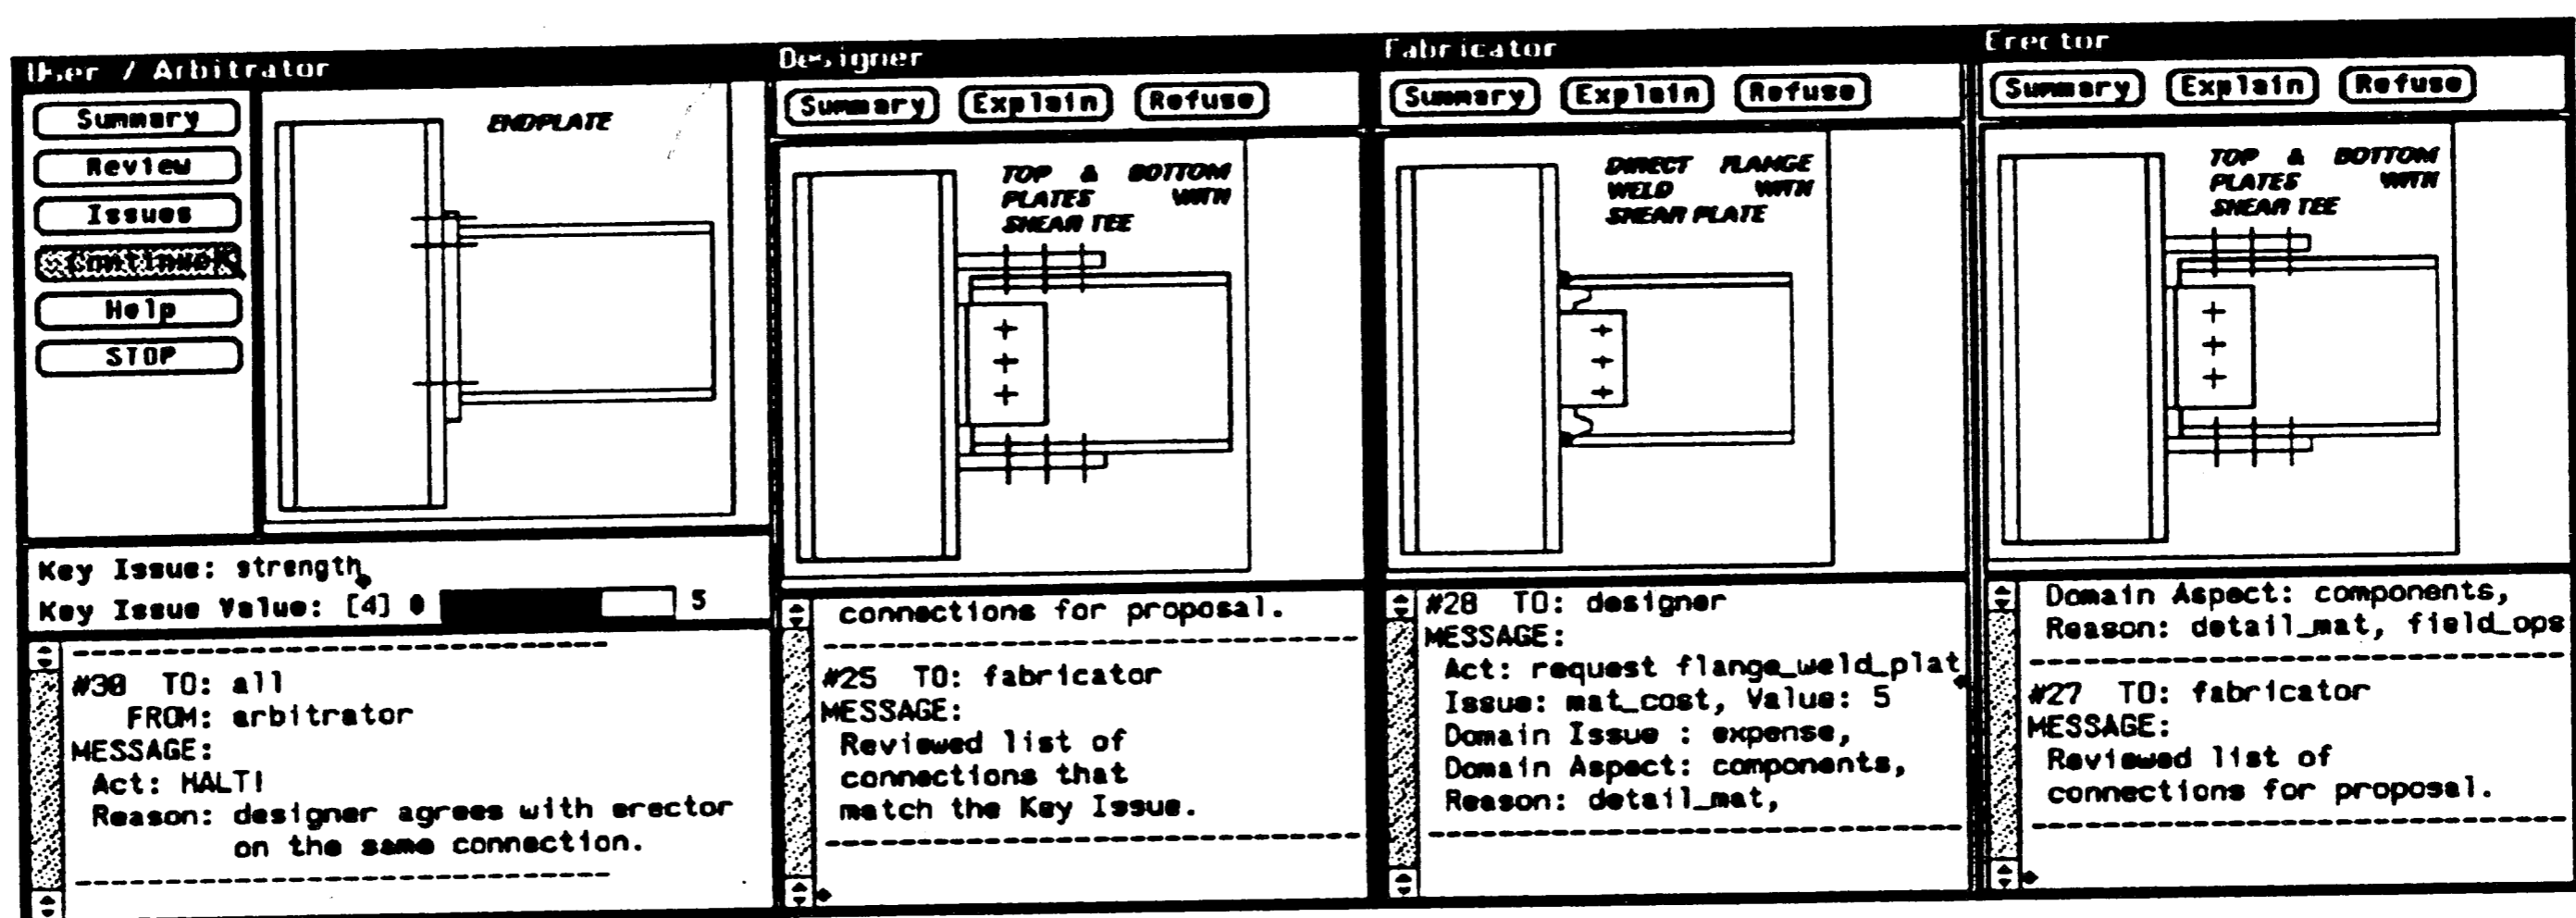 User / Arbitrator
Summary
Review
Issues
Continue
Help
STOP
ENDPLATE
Key Issue: strength
Key Issue Value: [4] 0 5
#30 TO: all
FROM: arbitrator
MESSAGE:
Act: HALT!
Reason: designer agrees with erector
on the same connection.
Designer
Summary Explain Refuse
TOP & BOTTOM
PLATES WITH
SHEAR TEE
connections for proposal.
#25 TO: fabricator
MESSAGE:
Reviewed list of
connections that
match the Key Issue.
Fabricator
Summary Explain Refuse
DIRECT FLANGE
WELD WITH
SHEAR PLATE
#28 TO: designer
MESSAGE:
Act: request flange_weld_plat
Issue: mat_cost, Value: 5
Domain Issue : expense,
Domain Aspect: components,
Reason: detail_mat,
Erector
Summary Explain Refuse
TOP & BOTTOM
PLATES WITH
SHEAR TEE
Domain Aspect: components,
Reason: detail_mat, field_ops
#27 TO: fabricator
MESSAGE:
Reviewed list of
connections for proposal.